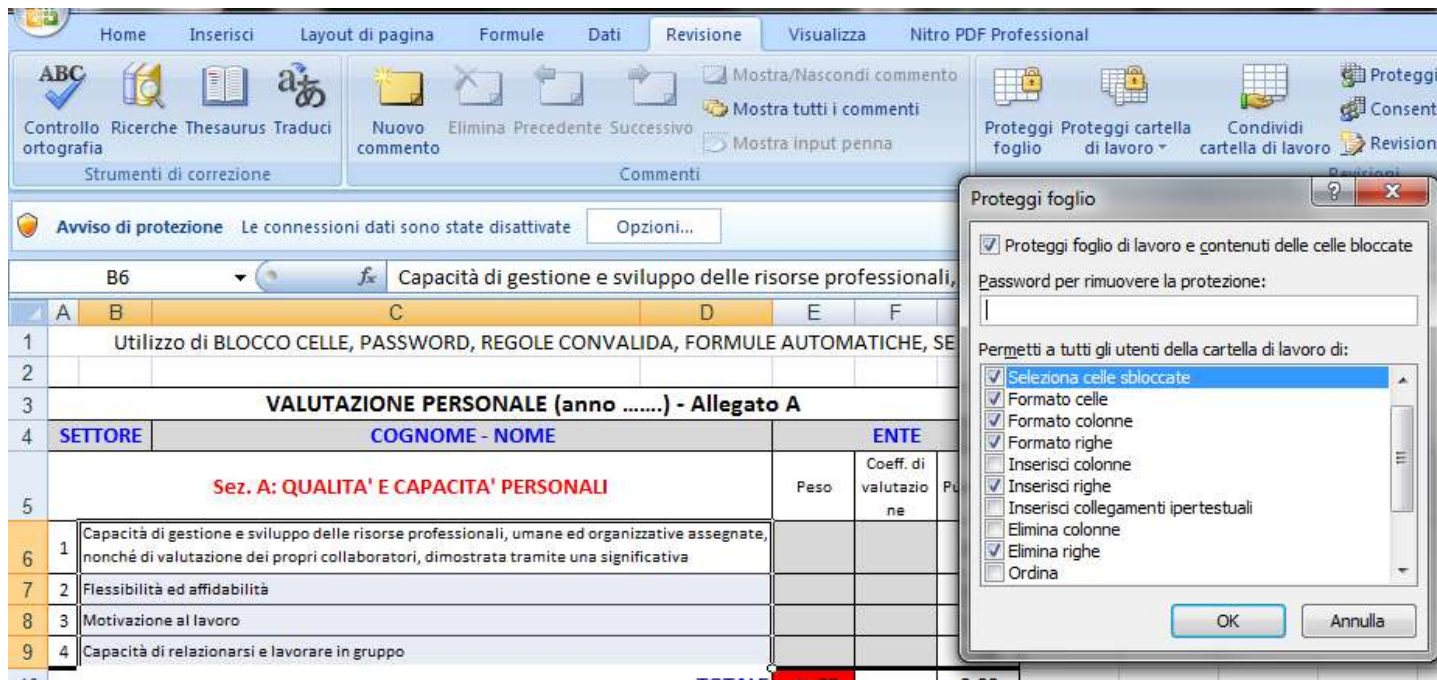 Home Inserisci Layout di pagina Formule Dati Revisione Visualizza Nitro PDF Professional
ABC
Controllo ortografia
Ricerche
Thesaurus
Traduci
Strumenti di correzione
Nuovo commento
Elimina
Precedente
Successivo
Mostra/Nascondi commento
Mostra tutti i commenti
Mostra input penna
Commenti
Proteggi foglio
Proteggi cartella di lavoro
Condividi cartella di lavoro
Proteggi
Consent
Revision
Avviso di protezione Le connessioni dati sono state disattivate Opzioni...
B6 fx Capacità di gestione e sviluppo delle risorse professionali,
A B C D E F
1 Utilizzo di BLOCCO CELLE, PASSWORD, REGOLE CONVALIDA, FORMULE AUTOMATICHE, SE
2
3 VALUTAZIONE PERSONALE (anno .......) - Allegato A
4 SETTORE COGNOME - NOME ENTE
5 Sez. A: QUALITA' E CAPACITA' PERSONALI Peso Coeff. di valutazio ne
6 1 Capacità di gestione e sviluppo delle risorse professionali, umane ed organizzative assegnate,
nonché di valutazione dei propri collaboratori, dimostrata tramite una significativa
7 2 Flessibilità ed affidabilità
8 3 Motivazione al lavoro
9 4 Capacità di relazionarsi e lavorare in gruppo
Proteggi foglio
Proteggi foglio di lavoro e contenuti delle celle bloccate
Password per rimuovere la protezione:
Permetti a tutti gli utenti della cartella di lavoro di:
Seleziona celle sbloccate
Formato celle
Formato colonne
Formato righe
Inserisci colonne
Inserisci righe
Inserisci collegamenti ipertestuali
Elimina colonne
Elimina righe
Ordina
OK Annulla